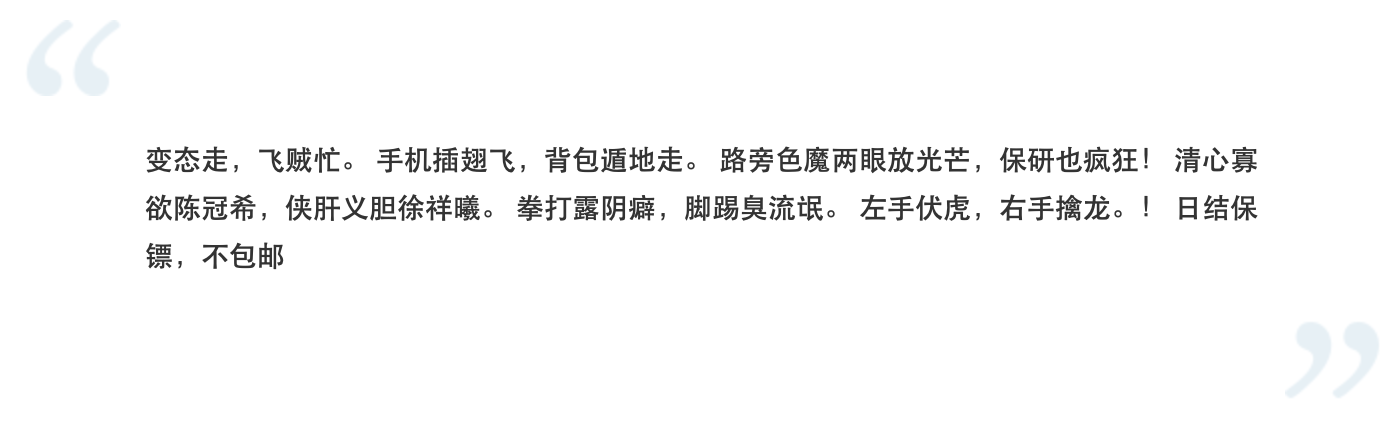 变态走，飞贼忙。 手机插翅飞，背包遁地走。 路旁色魔两眼放光芒，保研也疯狂！ 清心寡
欲陈冠希，侠肝义胆徐祥曦。 拳打露阴癖，脚踢臭流氓。 左手伏虎，右手擒龙。！ 日结保
镖，不包邮